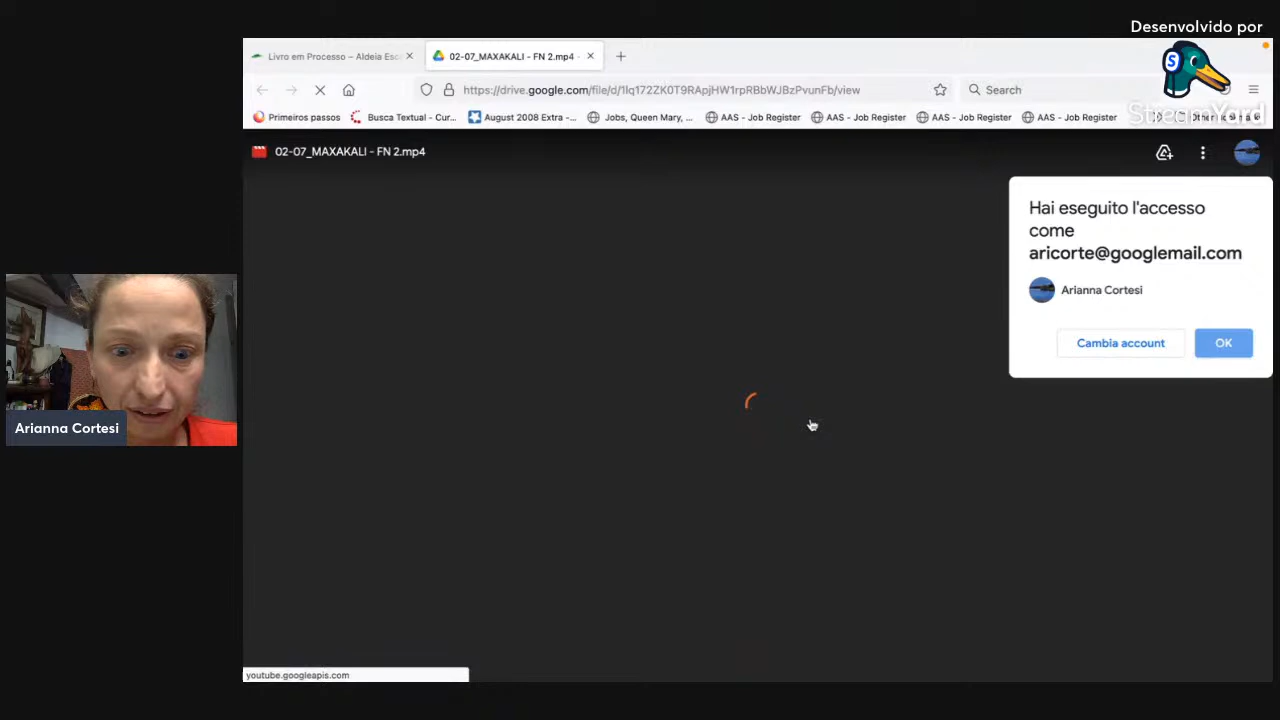 Desenvolvido por
StreamYard
Livro em Processo – Aldeia Esc
02-07_MAXAKALI - FN 2.mp4 -
https://drive.google.com/file/d/1Iq172ZK0T9RApjHW1rpRBbWJBzPvunFb/view
Search
Primeiros passos
Busca Textual - Cur...
August 2008 Extra -...
Jobs, Queen Mary, ...
AAS - Job Register
AAS - Job Register
AAS - Job Register
AAS - Job Register
02-07_MAXAKALI - FN 2.mp4
Hai eseguito l'accesso
come
aricorte@googlemail.com
Arianna Cortesi
Cambia account
OK
Arianna Cortesi
youtube.googleapis.com